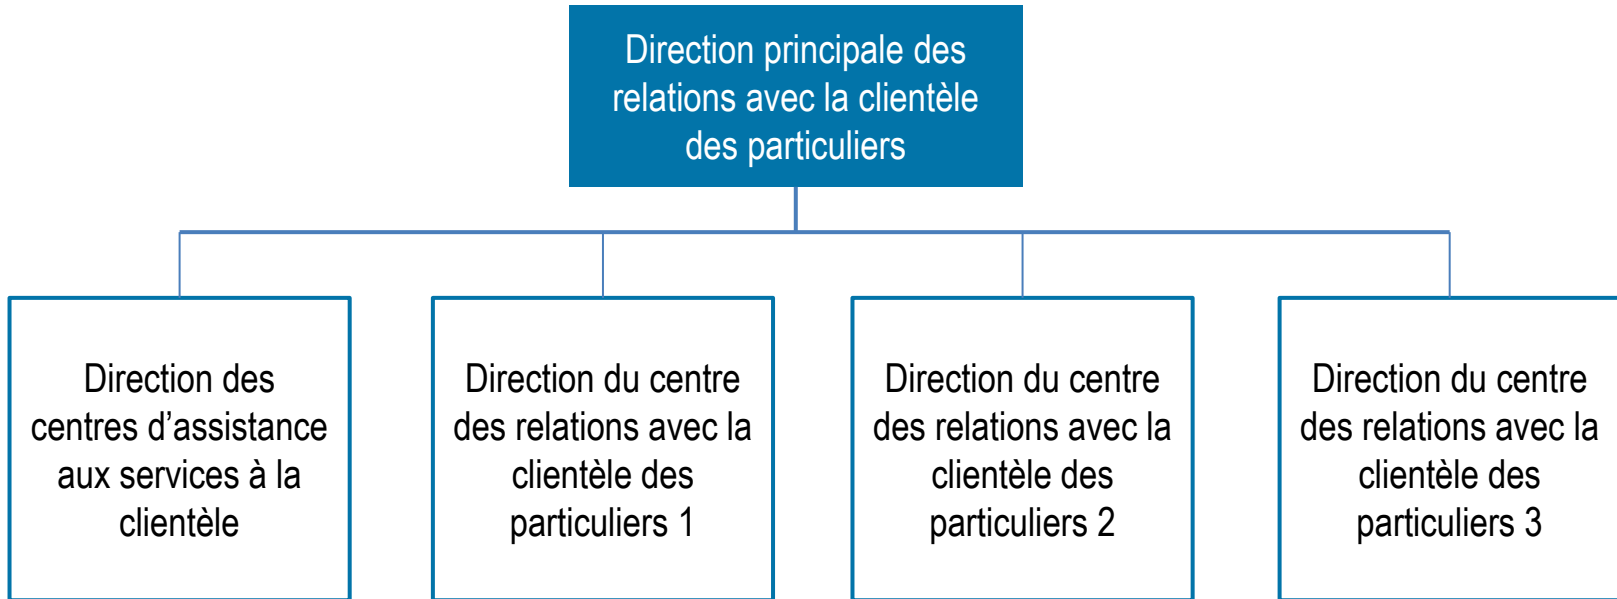 Direction principale des
relations avec la clientèle
des particuliers
Direction des
centres d’assistance
aux services à la
clientèle
Direction du centre
des relations avec la
clientèle des
particuliers 1
Direction du centre
des relations avec la
clientèle des
particuliers 2
Direction du centre
des relations avec la
clientèle des
particuliers 3